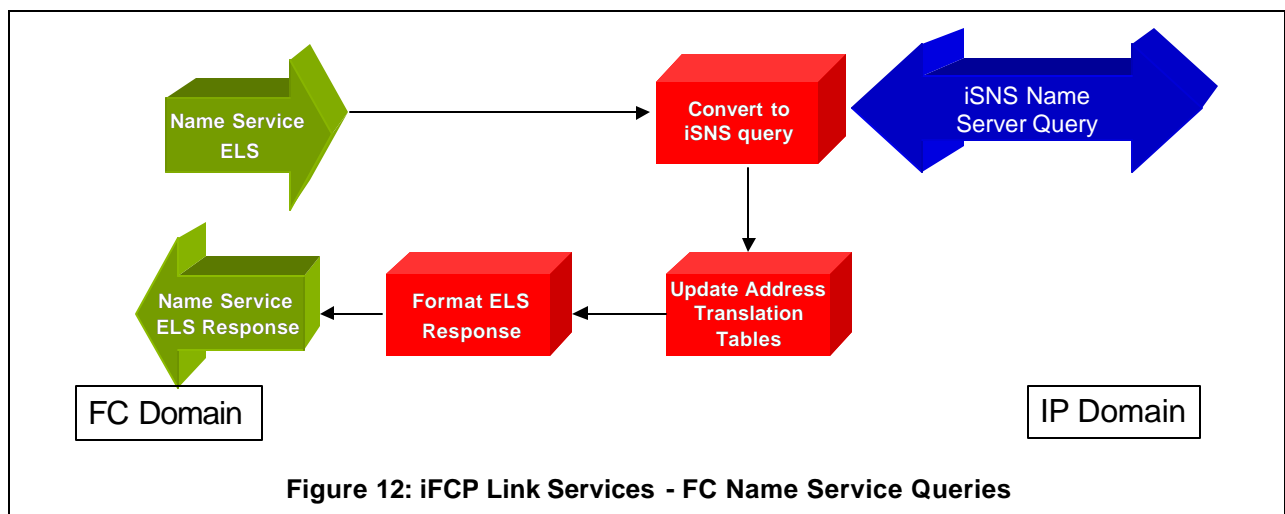 Name Service
ELS
Convert to
iSNS query
iSNS Name
Server Query
Name Service
ELS Response
Format ELS
Response
Update Address
Translation
Tables
FC Domain
IP Domain
Figure 12: iFCP Link Services - FC Name Service Queries